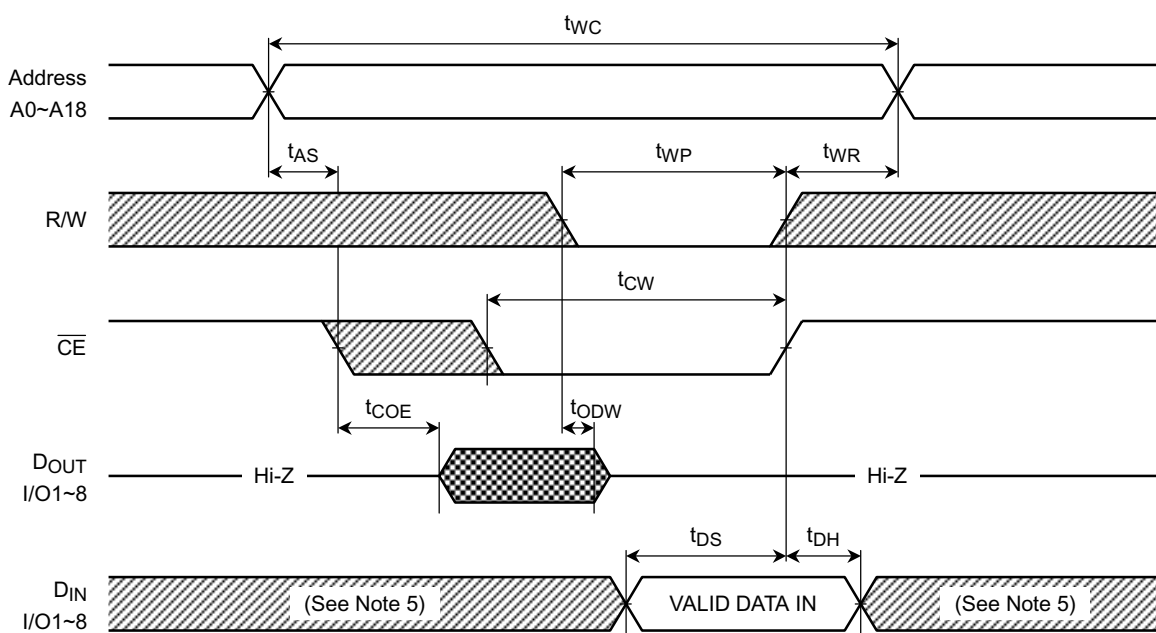 tWC
Address
A0~A18
tAS
tWP
tWR
R/W
tCW
CE
tCOE
tODW
DOUT
I/O1~8
Hi-Z
Hi-Z
tDS
tDH
DIN
I/O1~8
(See Note 5)
VALID DATA IN
(See Note 5)